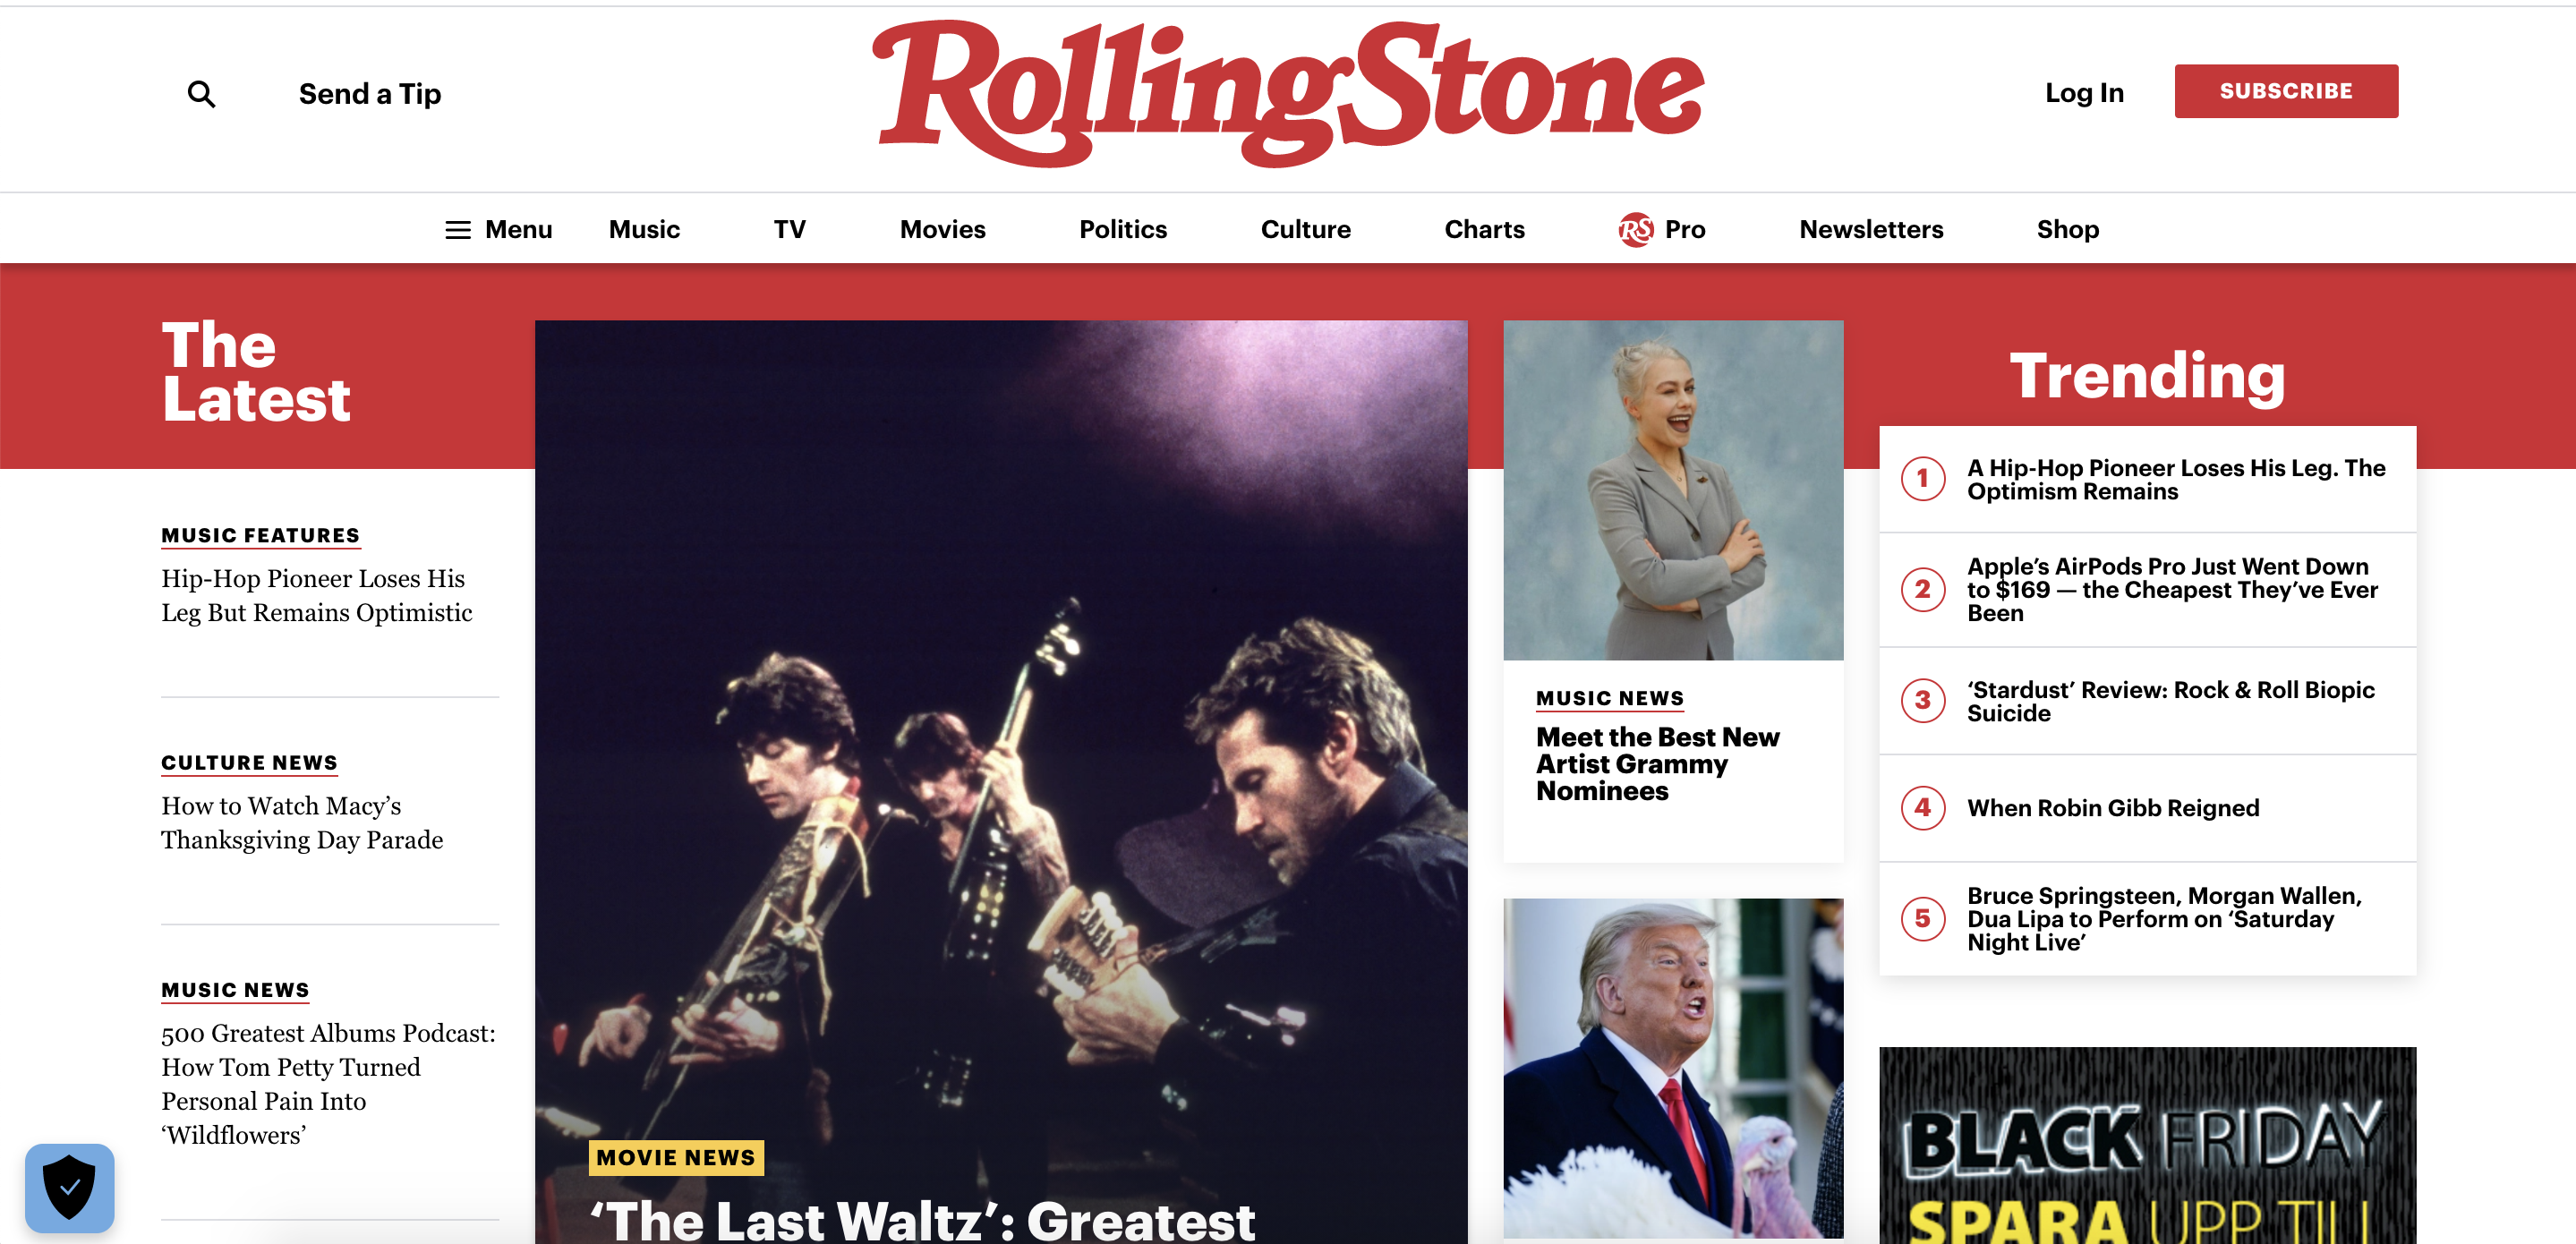 RollingStone
Send a Tip
Log In
SUBSCRIBE
Menu
Music
TV
Movies
Politics
Culture
Charts
RS Pro
Newsletters
Shop
The
Latest
MUSIC FEATURES
Hip-Hop Pioneer Loses His
Leg But Remains Optimistic
CULTURE NEWS
How to Watch Macy’s
Thanksgiving Day Parade
MUSIC NEWS
500 Greatest Albums Podcast:
How Tom Petty Turned
Personal Pain Into
‘Wildflowers’
MOVIE NEWS
‘The Last Waltz’: Greatest
MUSIC NEWS
Meet the Best New
Artist Grammy
Nominees
Trending
1
A Hip-Hop Pioneer Loses His Leg. The
Optimism Remains
2
Apple’s AirPods Pro Just Went Down
to $169 — the Cheapest They’ve Ever
Been
3
‘Stardust’ Review: Rock & Roll Biopic
Suicide
4
When Robin Gibb Reigned
5
Bruce Springsteen, Morgan Wallen,
Dua Lipa to Perform on ‘Saturday
Night Live’
BLACK FRIDAY
SPARA UPP TILL